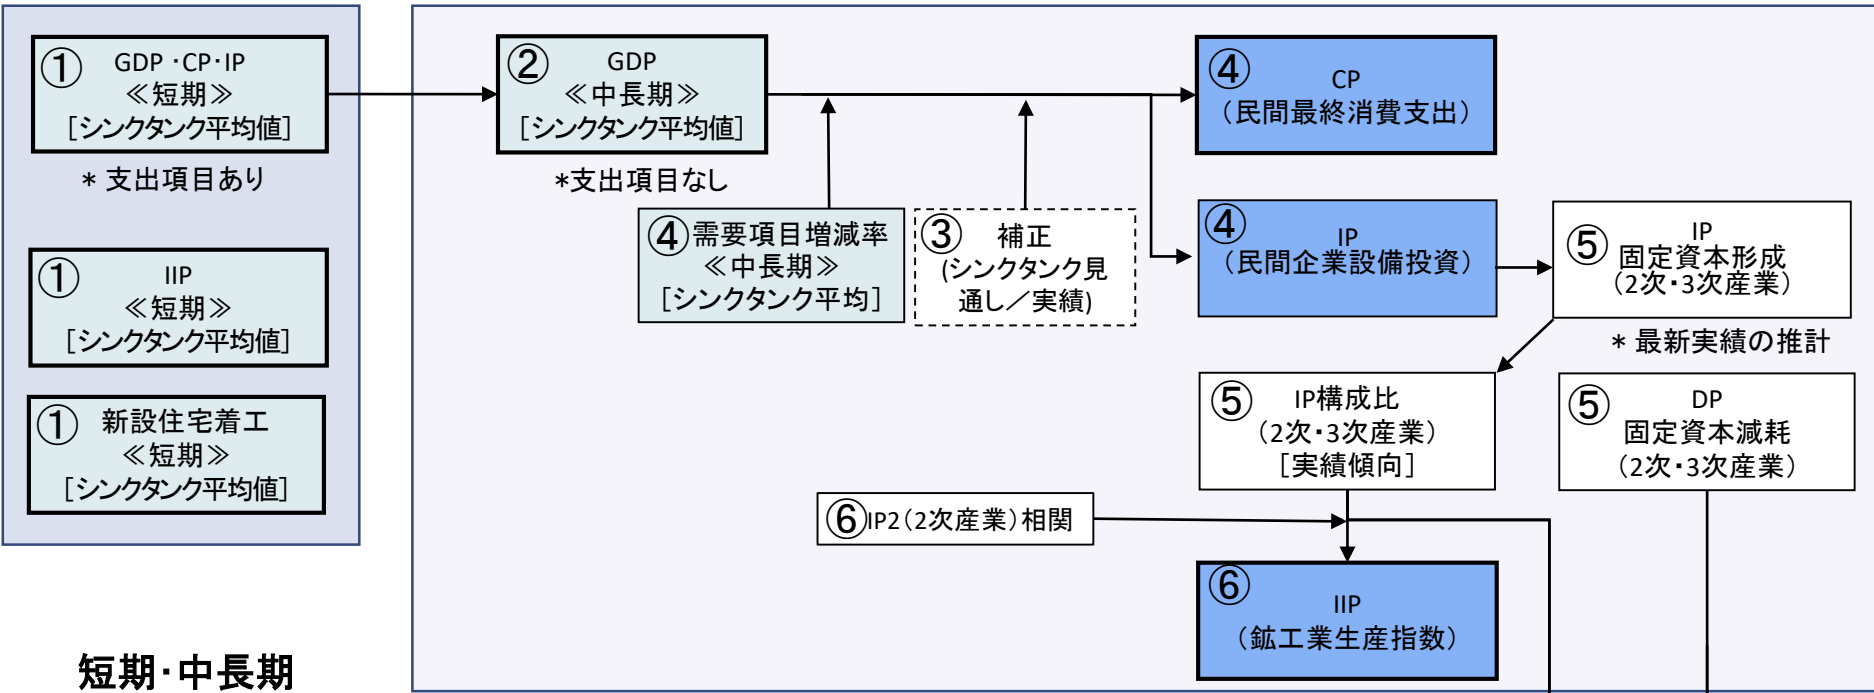 ①
GDP・CP・IP
≪短期≫
［シンクタンク平均値］
* 支出項目あり
①
IIP
≪短期≫
［シンクタンク平均値］
①
新設住宅着工
≪短期≫
［シンクタンク平均値］
短期・中長期
②
GDP
≪中長期≫
［シンクタンク平均値］
*支出項目なし
④需要項目増減率
≪中長期≫
［シンクタンク平均］
③
補正
(シンクタンク見
通し／実績)
④
CP
（民間最終消費支出）
④
IP
（民間企業設備投資）
⑤
IP
固定資本形成
（2次・3次産業）
* 最新実績の推計
⑤
IP構成比
（2次・3次産業）
［実績傾向］
⑤
DP
固定資本減耗
（2次・3次産業）
⑥IP2（2次産業）相関
⑥
IIP
（鉱工業生産指数）